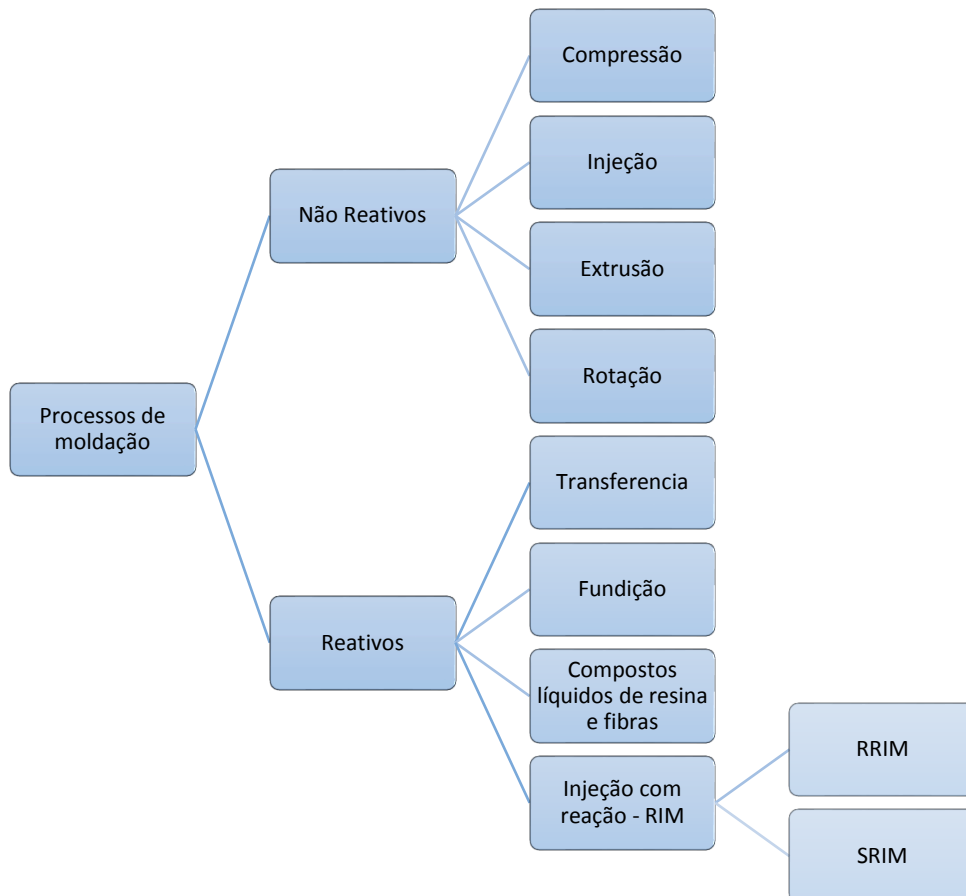 Processos de
moldação
Não Reativos
Compressão
Injeção
Extrusão
Rotação
Reativos
Transferencia
Fundição
Compostos
líquidos de resina
e fibras
Injeção com
reação - RIM
RRIM
SRIM